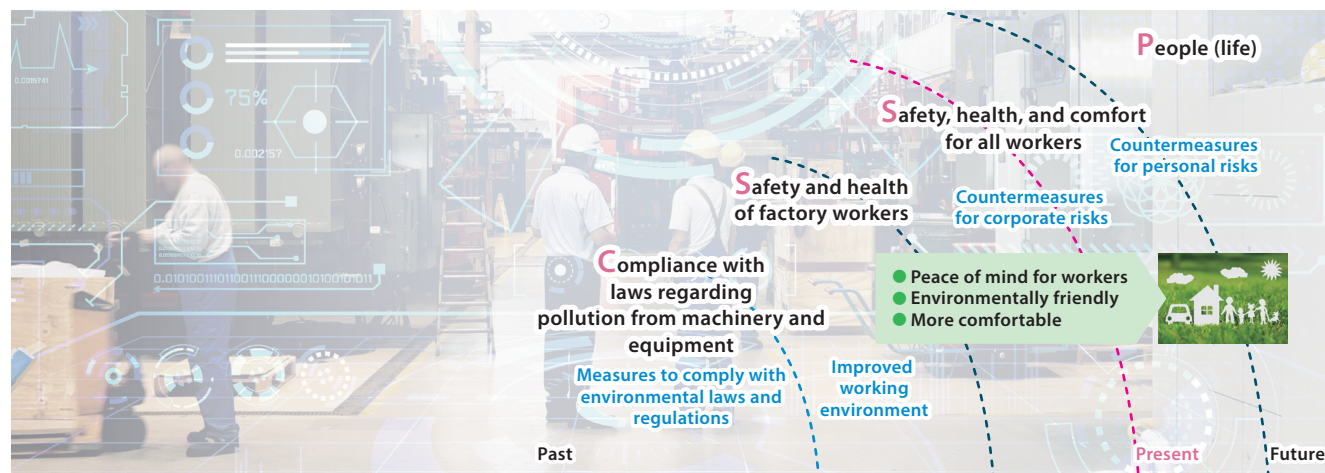 People (life)
Safety, health, and comfort
for all workers
Countermeasures
for personal risks
Safety and health
of factory workers
Countermeasures
for corporate risks
Compliance with
laws regarding
pollution from machinery and
equipment
Measures to comply with
environmental laws and
regulations
Improved
working
environment
Peace of mind for workers
Environmentally friendly
More comfortable
Past
Present
Future
75%
0.002157
0.0015741